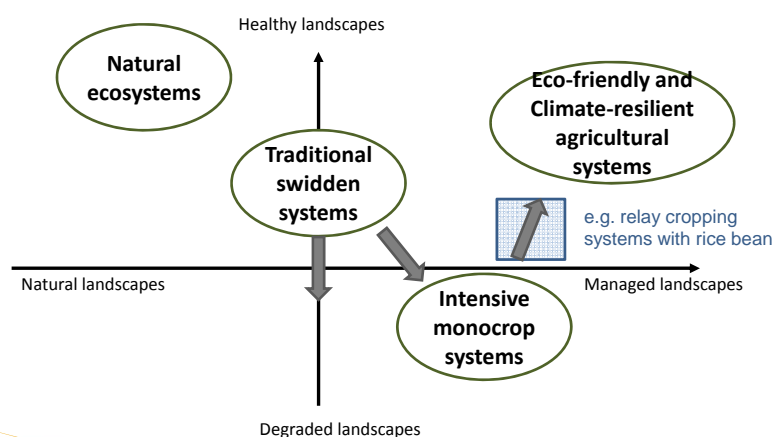 Healthy landscapes
Natural
ecosystems
Eco-friendly and
Climate-resilient
agricultural
systems
Traditional
swidden
systems
e.g. relay cropping
systems with rice bean
Natural landscapes
Managed landscapes
Intensive
monocrop
systems
Degraded landscapes